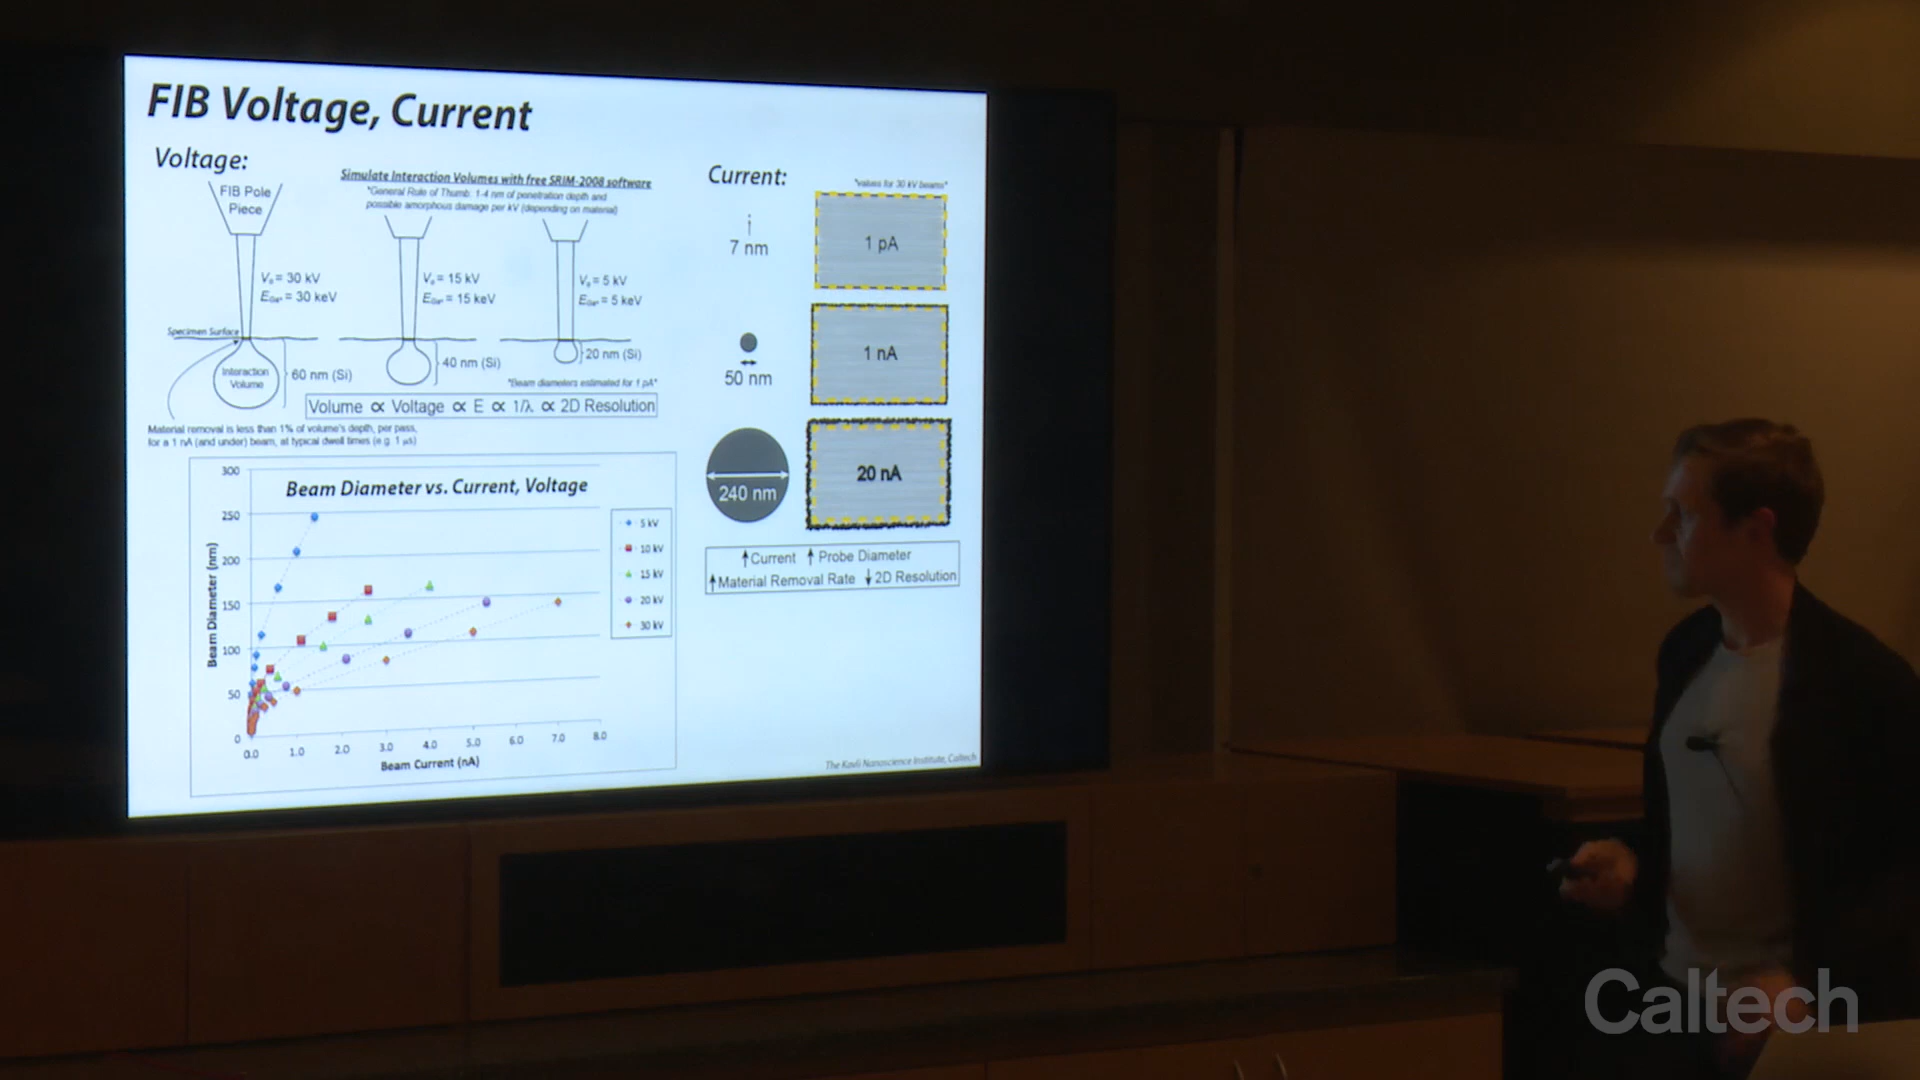 FIB Voltage, Current
Voltage:
FIB Pole
Piece
Simulate Interaction Volumes with free SRIM-2008 software
*General Rule of Thumb: 1-4 nm of penetration depth and
possible amorphous damage per kV (depending on material)
V₀ = 30 kV
= 30 keV
V₀ = 15 kV
= 15 keV
V₀ = 5 kV
= 5 keV
Specimen Surface
Interaction
Volume
60 nm (Si)
40 nm (Si)
20 nm (Si)
*Beam diameters estimated for 1 pA*
Volume ∝ Voltage ∝ E ∝ 1/λ ∝ 2D Resolution
Material removal is less than 1% of volume's depth, per pass,
for a 1 nA (and under) beam, at typical dwell times (e.g. 1 µs)
Beam Diameter vs. Current, Voltage
Beam Diameter (nm)
300
250
200
150
100
50
0
0.0 1.0 2.0 3.0 4.0 5.0 6.0 7.0 8.0
Beam Current (nA)
5 kV
10 kV
15 kV
20 kV
30 kV
Current:
*values for 30 kV beams*
7 nm
1 pA
50 nm
1 nA
240 nm
20 nA
↑Current ↑ Probe Diameter
↑Material Removal Rate ↓2D Resolution
The Kavli Nanoscience Institute, Caltech
Caltech